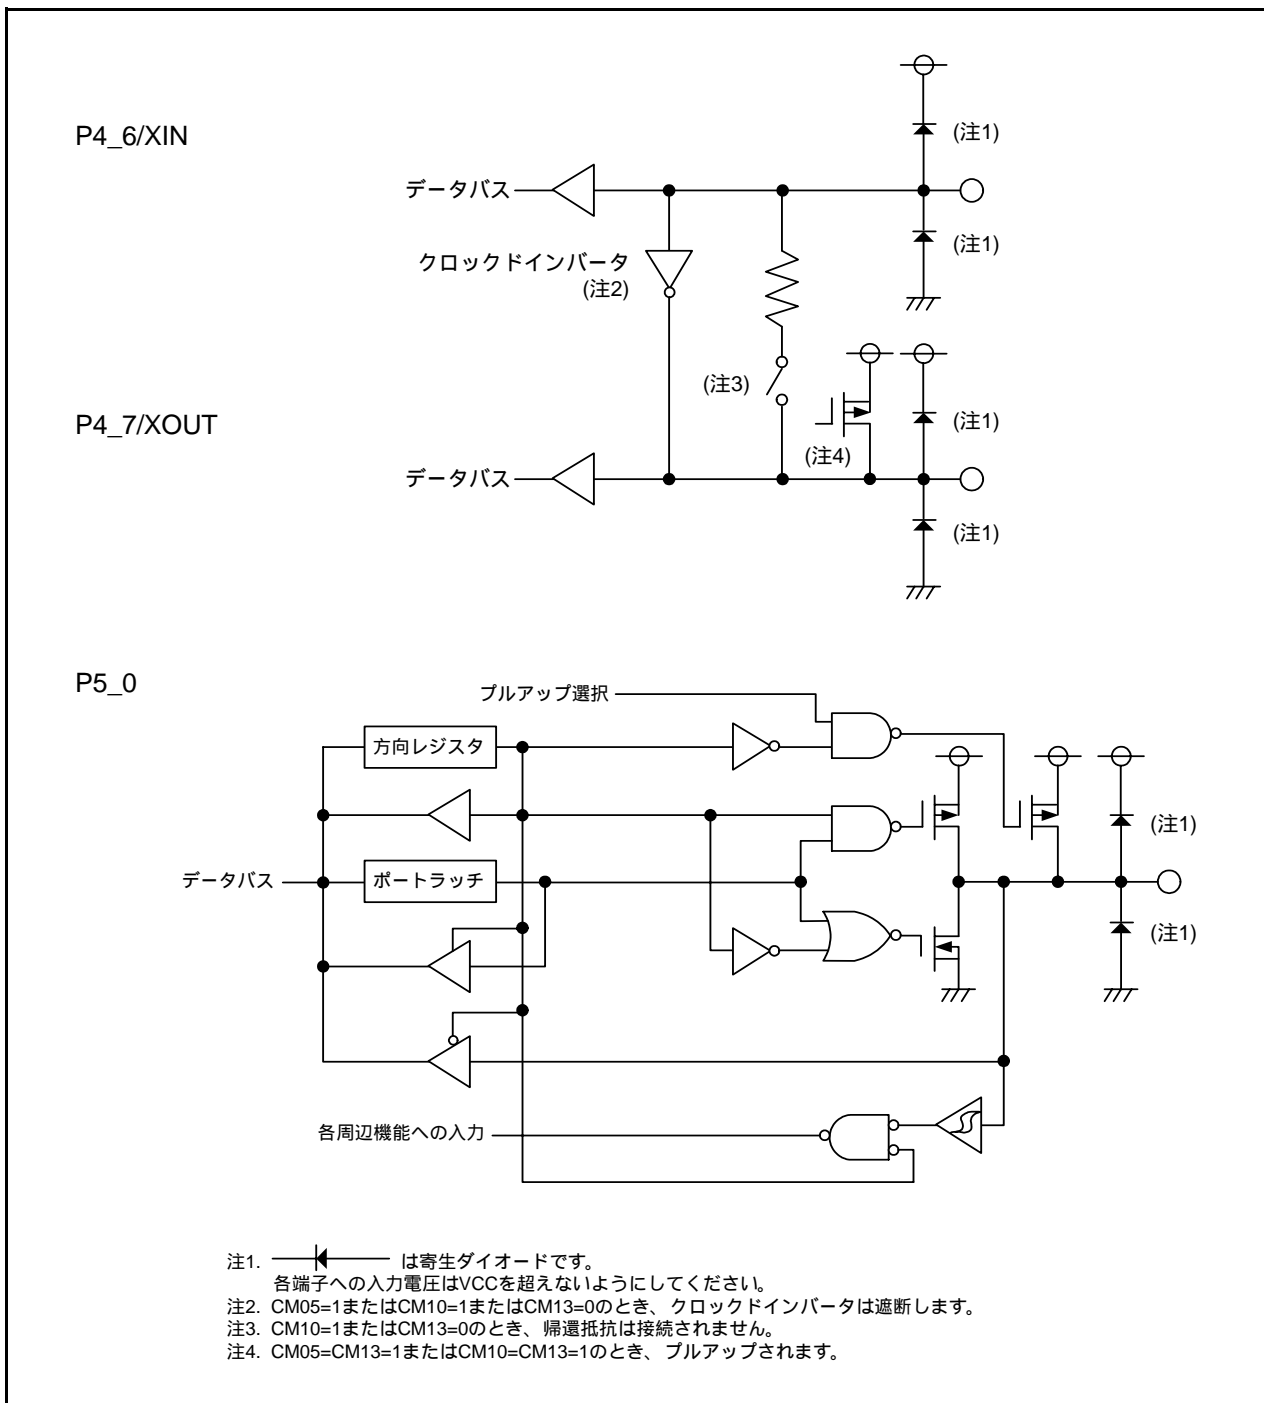 P4_6/XIN
(注1)
データバス
(注1)
クロックドインバータ
(注2)
(注3)
P4_7/XOUT
(注1)
(注4)
データバス
(注1)
P5_0
プルアップ選択
方向レジスタ
(注1)
データバス
ポートラッチ
(注1)
各周辺機能への入力
注1. は寄生ダイオードです。
各端子への入力電圧はVCCを超えないようにしてください。
注2. CM05=1またはCM10=1またはCM13=0のとき、クロックドインバータは遮断します。
注3. CM10=1またはCM13=0のとき、帰還抵抗は接続されません。
注4. CM05=CM13=1またはCM10=CM13=1のとき、プルアップされます。